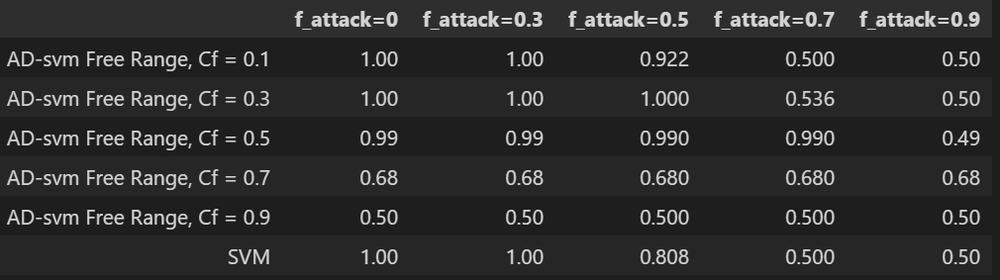 f_attack=0 f_attack=0.3 f_attack=0.5 f_attack=0.7 f_attack=0.9
AD-svm Free Range, Cf = 0.1 1.00 1.00 0.922 0.500 0.50
AD-svm Free Range, Cf = 0.3 1.00 1.00 1.000 0.536 0.50
AD-svm Free Range, Cf = 0.5 0.99 0.99 0.990 0.990 0.49
AD-svm Free Range, Cf = 0.7 0.68 0.68 0.680 0.680 0.68
AD-svm Free Range, Cf = 0.9 0.50 0.50 0.500 0.500 0.50
SVM 1.00 1.00 0.808 0.500 0.50